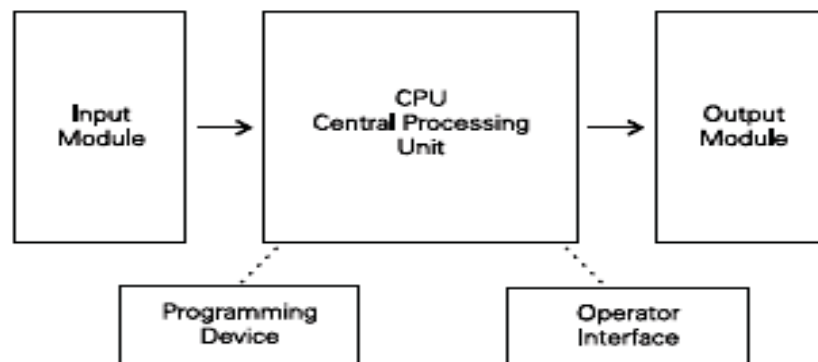 Input
Module
CPU
Central Processing
Unit
Output
Module
Programming
Device
Operator
Interface